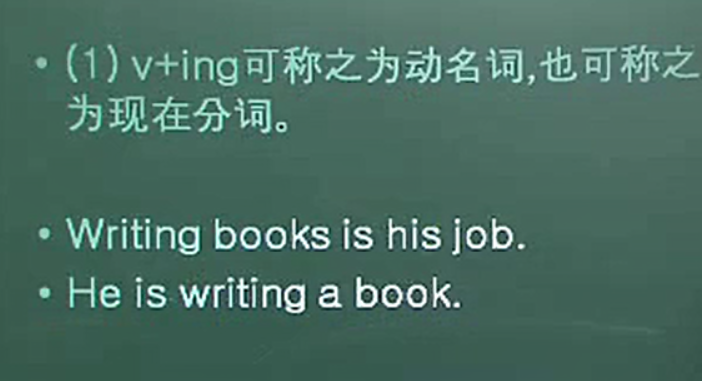 • (1) v+ing可称之为动名词,也可称之
为现在分词。
• Writing books is his job.
• He is writing a book.